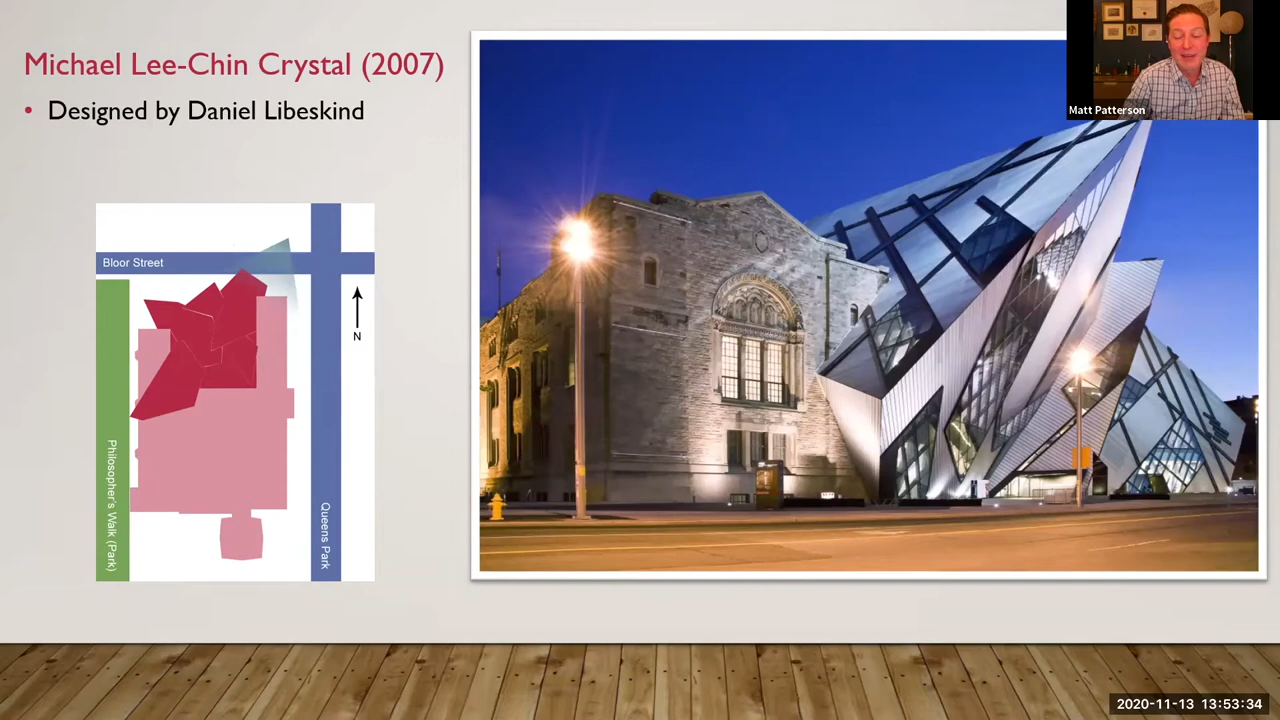 Michael Lee-Chin Crystal (2007)
• Designed by Daniel Libeskind
Matt Patterson
Bloor Street
N
Philosopher's Walk (Park)
Queens Park
2020-11-13 13:53:34